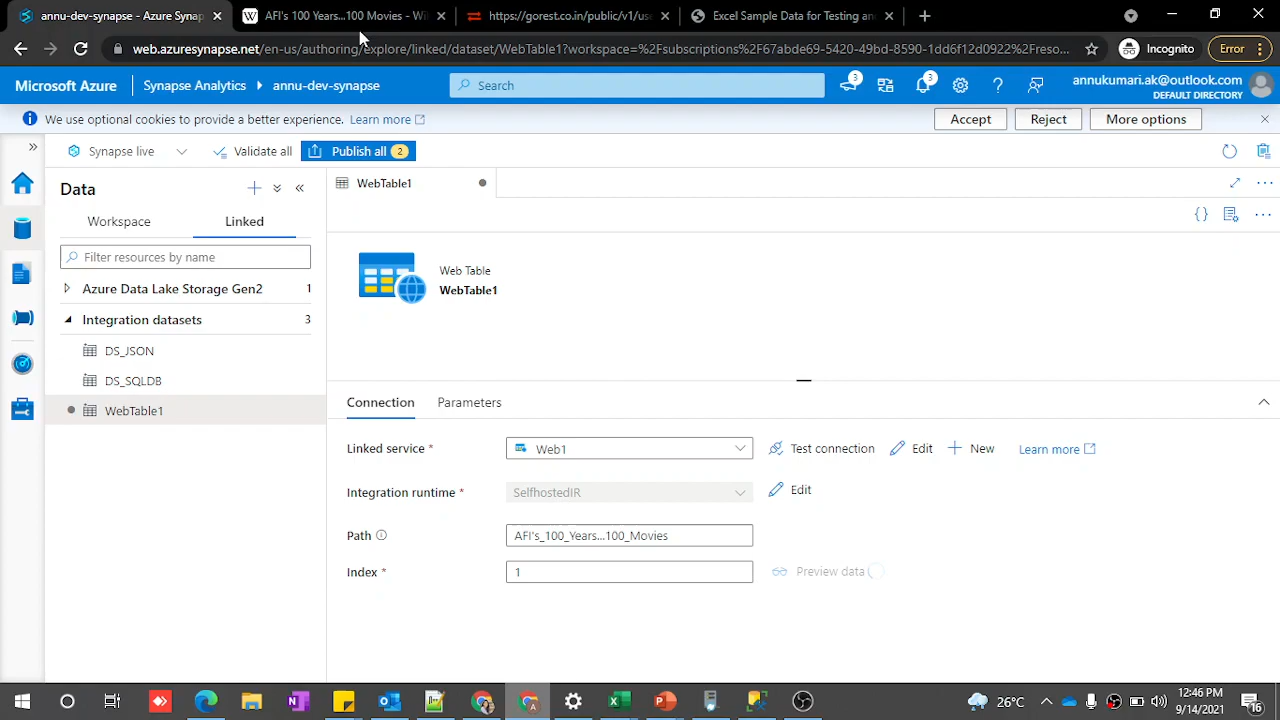 annu-dev-synapse - Azure Synap
AFI's 100 Years...100 Movies - Wi
https://gorest.co.in/public/v1/use
Excel Sample Data for Testing an
web.azuresynapse.net/en-us/authoring/explore/linked/dataset/WebTable1?workspace=%2Fsubscriptions%2F67abde69-5420-49bd-8590-1dd6f12d0922%2Freso...
Incognito
Error
Microsoft Azure
Synapse Analytics
annu-dev-synapse
Search
3
3
annukumari.ak@outlook.com
DEFAULT DIRECTORY
We use optional cookies to provide a better experience. Learn more
Accept
Reject
More options
Synapse live
Validate all
Publish all 2
Data
WebTable1
Workspace
Linked
Filter resources by name
Azure Data Lake Storage Gen2 1
Integration datasets 3
DS_JSON
DS_SQLDB
WebTable1
Web Table
WebTable1
Connection
Parameters
Linked service *
Web1
Test connection
Edit
New
Learn more
Integration runtime *
SelfhostedIR
Edit
Path
AFI's_100_Years...100_Movies
Index *
1
Preview data
26°C
12:46 PM
9/14/2021
16